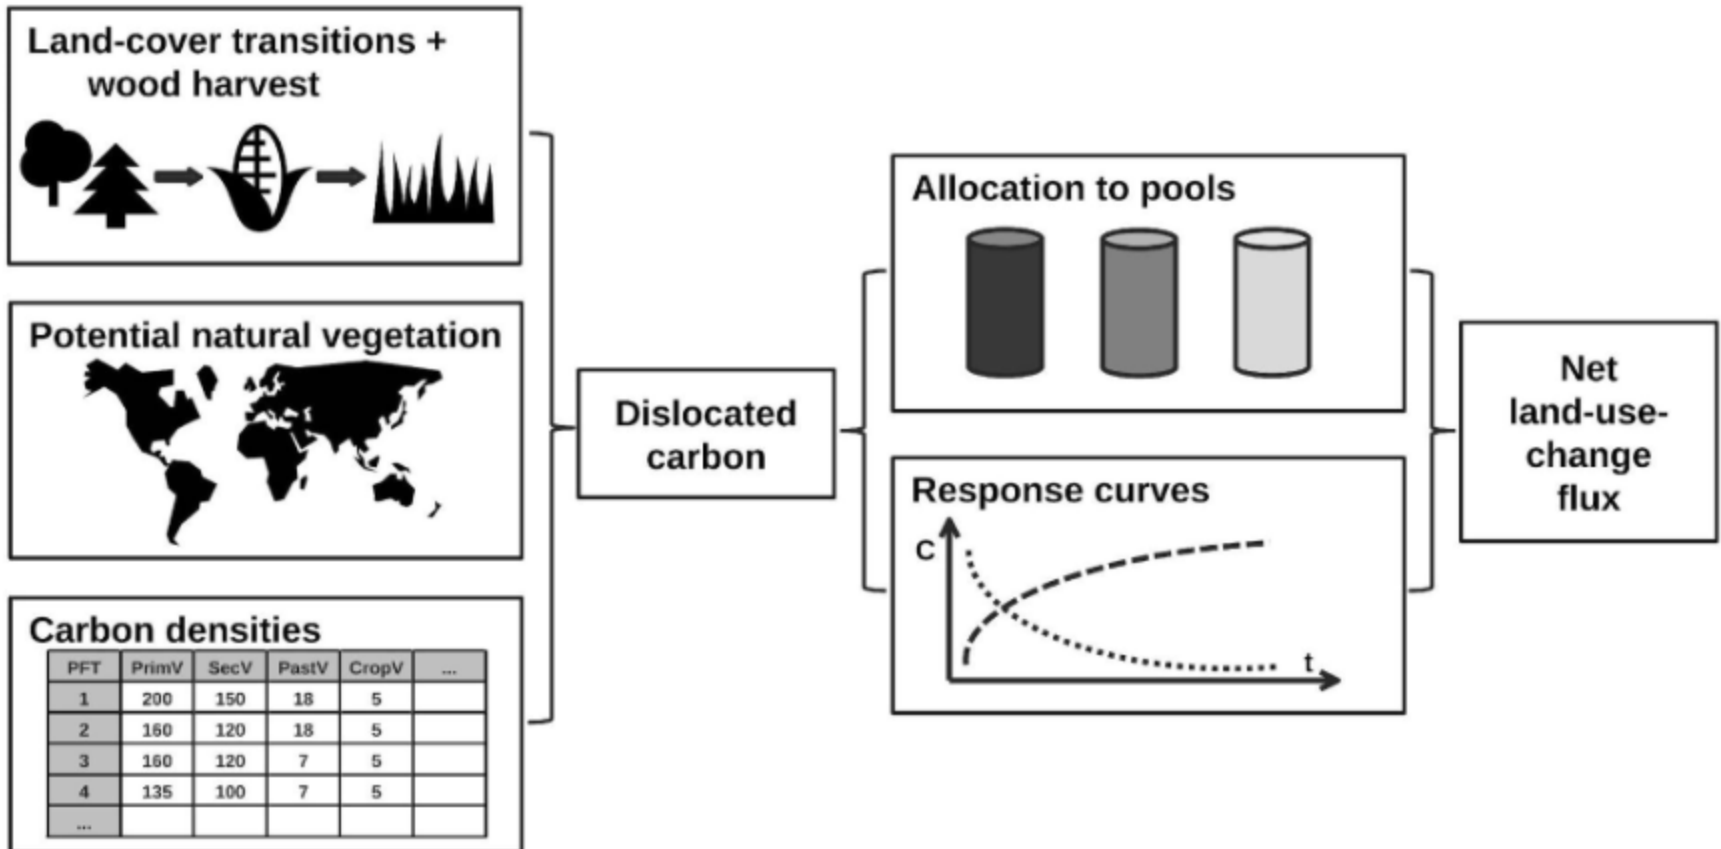 Land-cover transitions +
wood harvest
Potential natural vegetation
Carbon densities
PFT PrimV SecV PastV CropV ...
1 200 150 18 5
2 160 120 18 5
3 160 120 7 5
4 135 100 7 5
...
Dislocated
carbon
Allocation to pools
Response curves
C
t
Net
land-use-
change
flux